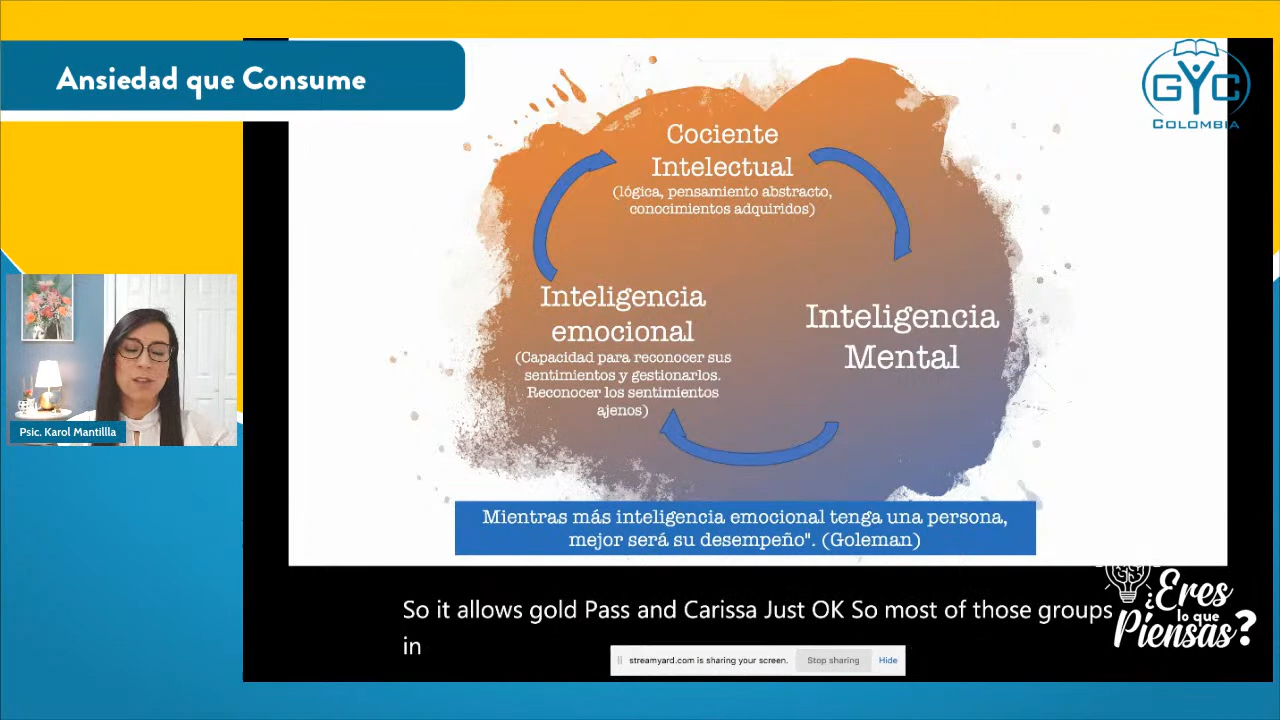 Ansiedad que Consume
GYC
COLOMBIA
Cociente
Intelectual
(lógica, pensamiento abstracto,
conocimientos adquiridos)
Inteligencia
emocional
(Capacidad para reconocer sus
sentimientos y gestionarlos.
Reconocer los sentimientos
ajenos)
Inteligencia
Mental
Mientras más inteligencia emocional tenga una persona,
mejor será su desempeño". (Goleman)
Psic. Karol Mantillla
So it allows gold Pass and Carissa Just OK So most of those groups
in
streamyard.com is sharing your screen.
Stop sharing
Hide
¿Eres
lo que
Piensas?